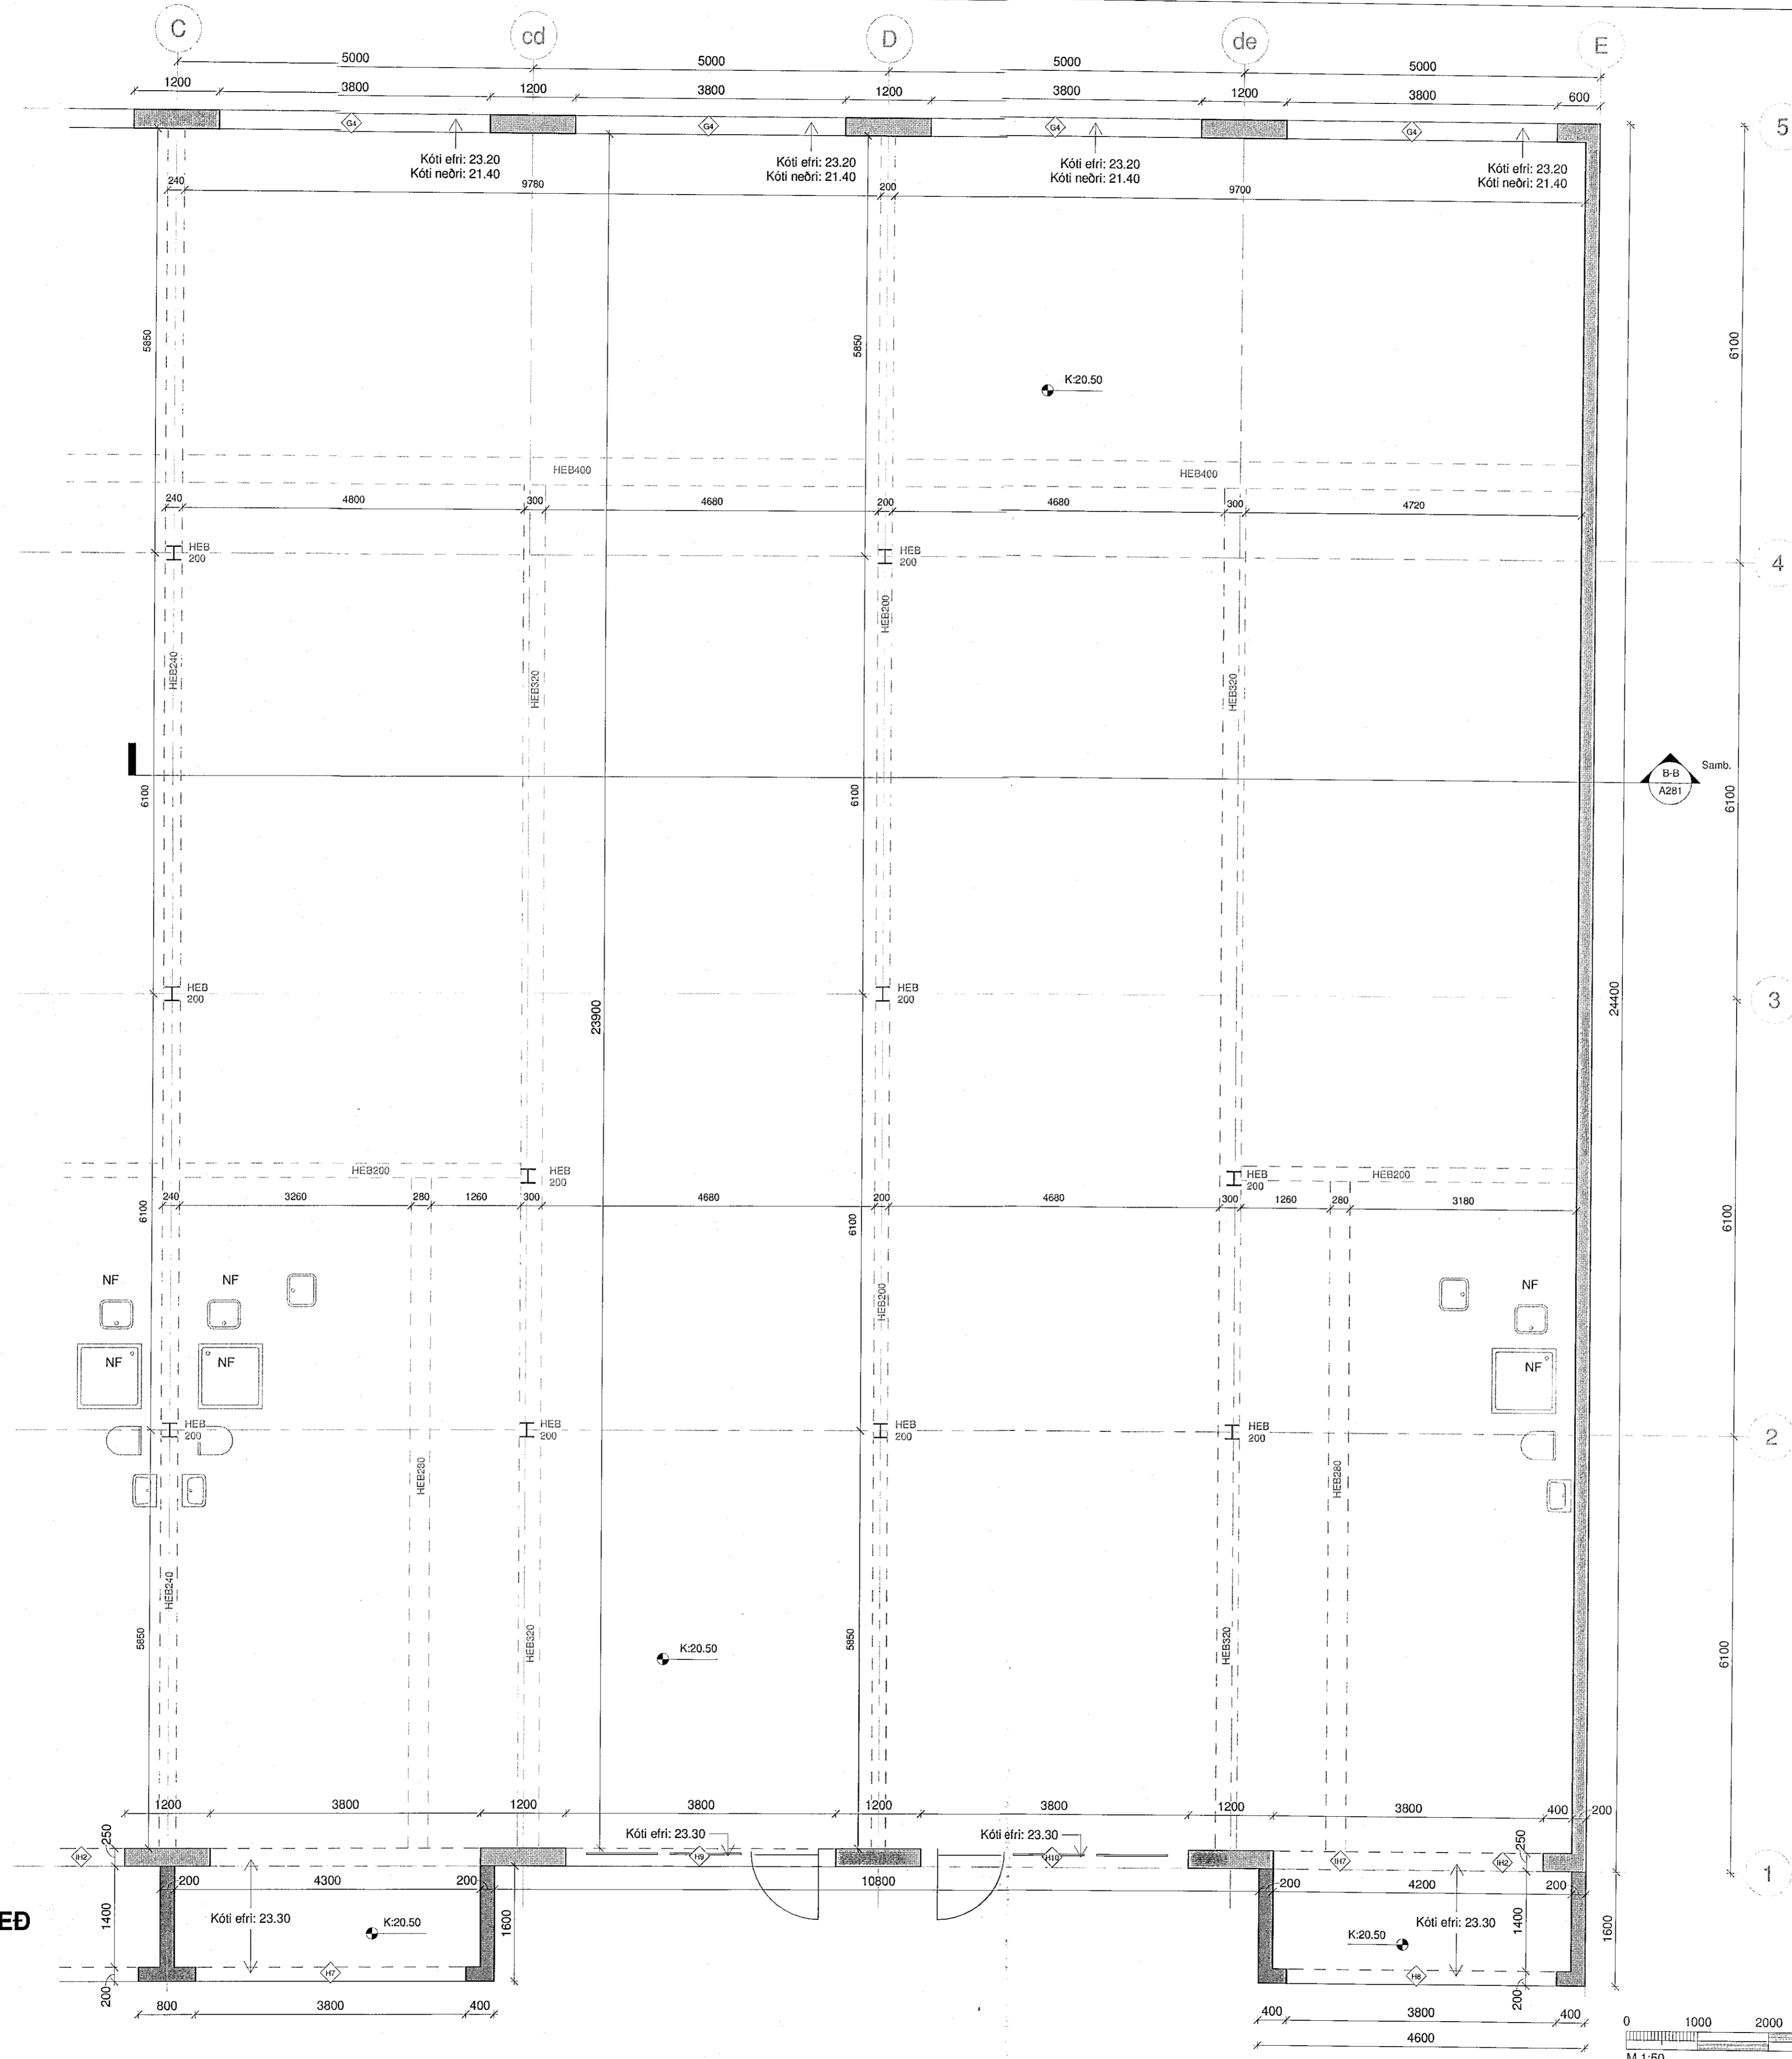 C
cd
D
de
E
5000
5000
5000
5000
1200
3800
1200
3800
1200
3800
1200
3800
600
5
G4
G4
G4
G4
Kóti efri: 23.20
Kóti neðri: 21.40
Kóti efri: 23.20
Kóti neðri: 21.40
Kóti efri: 23.20
Kóti neðri: 21.40
Kóti efri: 23.20
Kóti neðri: 21.40
240
9780
200
9700
5850
5850
6100
K:20.50
HEB400
HEB400
240
4800
300
4680
200
4680
300
4720
HEB
200
HEB
200
4
HEB240
HEB320
HEB200
HEB320
6100
6100
B-B
A281
Samb.
6100
HEB
200
HEB
200
23900
24400
3
HEB200
HEB
200
HEB
200
HEB200
240
3260
280
1260
300
4680
200
4680
300
1260
280
3180
6100
6100
6100
NF
NF
NF
HEB200
NF
NF
NF
HEB
200
HEB
200
HEB
200
HEB
200
2
HEB280
HEB280
HEB240
HEB320
HEB320
5850
5850
6100
K:20.50
1200
3800
1200
3800
1200
3800
1200
3800
400
200
250
Kóti efri: 23.30
Kóti efri: 23.30
250
IH2
H9
H10
IH7
IH2
1
200
4300
200
10800
200
4200
200
EÐ
1400
Kóti efri: 23.30
K:20.50
1600
K:20.50
Kóti efri: 23.30
1400
1600
H7
H8
200
200
800
3800
400
400
3800
400
4600
0
1000
2000
M 1:50